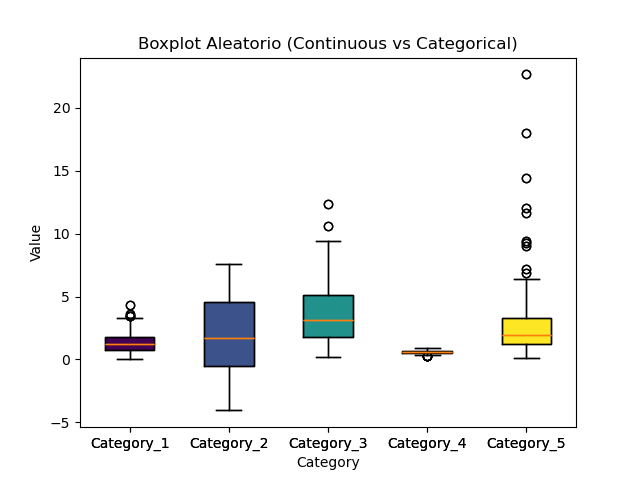 Boxplot Aleatorio (Continuous vs Categorical)
Value
20
15
10
5
0
−5
Category_1 Category_2 Category_3 Category_4 Category_5
Category